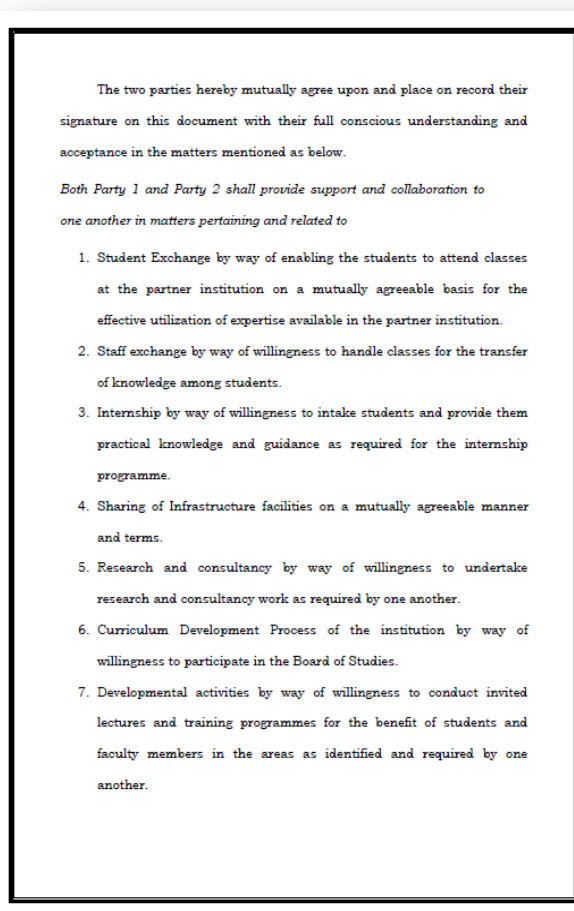 The two parties hereby mutually agree upon and place on record their
signature on this document with their full conscious understanding and
acceptance in the matters mentioned as below.
Both Party 1 and Party 2 shall provide support and collaboration to
one another in matters pertaining and related to
1. Student Exchange by way of enabling the students to attend classes
at the partner institution on a mutually agreeable basis for the
effective utilization of expertise available in the partner institution.
2. Staff exchange by way of willingness to handle classes for the transfer
of knowledge among students.
3. Internship by way of willingness to intake students and provide them
practical knowledge and guidance as required for the internship
programme.
4. Sharing of Infrastructure facilities on a mutually agreeable manner
and terms.
5. Research and consultancy by way of willingness to undertake
research and consultancy work as required by one another.
6. Curriculum Development Process of the institution by way of
willingness to participate in the Board of Studies.
7. Developmental activities by way of willingness to conduct invited
lectures and training programmes for the benefit of students and
faculty members in the areas as identified and required by one
another.